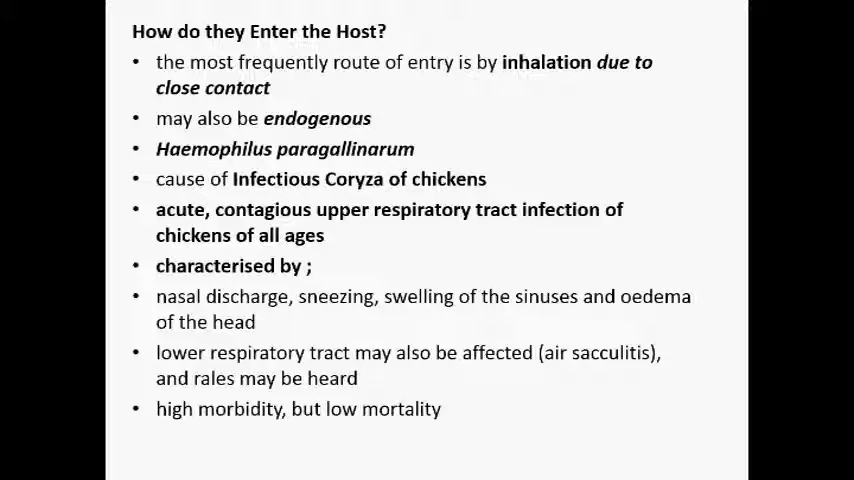 How do they Enter the Host?
• the most frequently route of entry is by inhalation due to
close contact
• may also be endogenous
• Haemophilus paragallinarum
• cause of Infectious Coryza of chickens
• acute, contagious upper respiratory tract infection of
chickens of all ages
• characterised by ;
• nasal discharge, sneezing, swelling of the sinuses and oedema
of the head
• lower respiratory tract may also be affected (air sacculitis),
and rales may be heard
• high morbidity, but low mortality